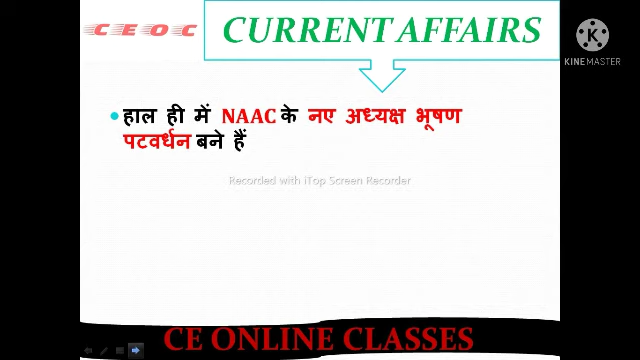 CEOC
CURRENT AFFAIRS
KINEMASTER
हाल ही में NAAC के नए अध्यक्ष भूषण
पटवर्धन बने हैं
Recorded with iTop Screen Recorder
CE ONLINE CLASSES